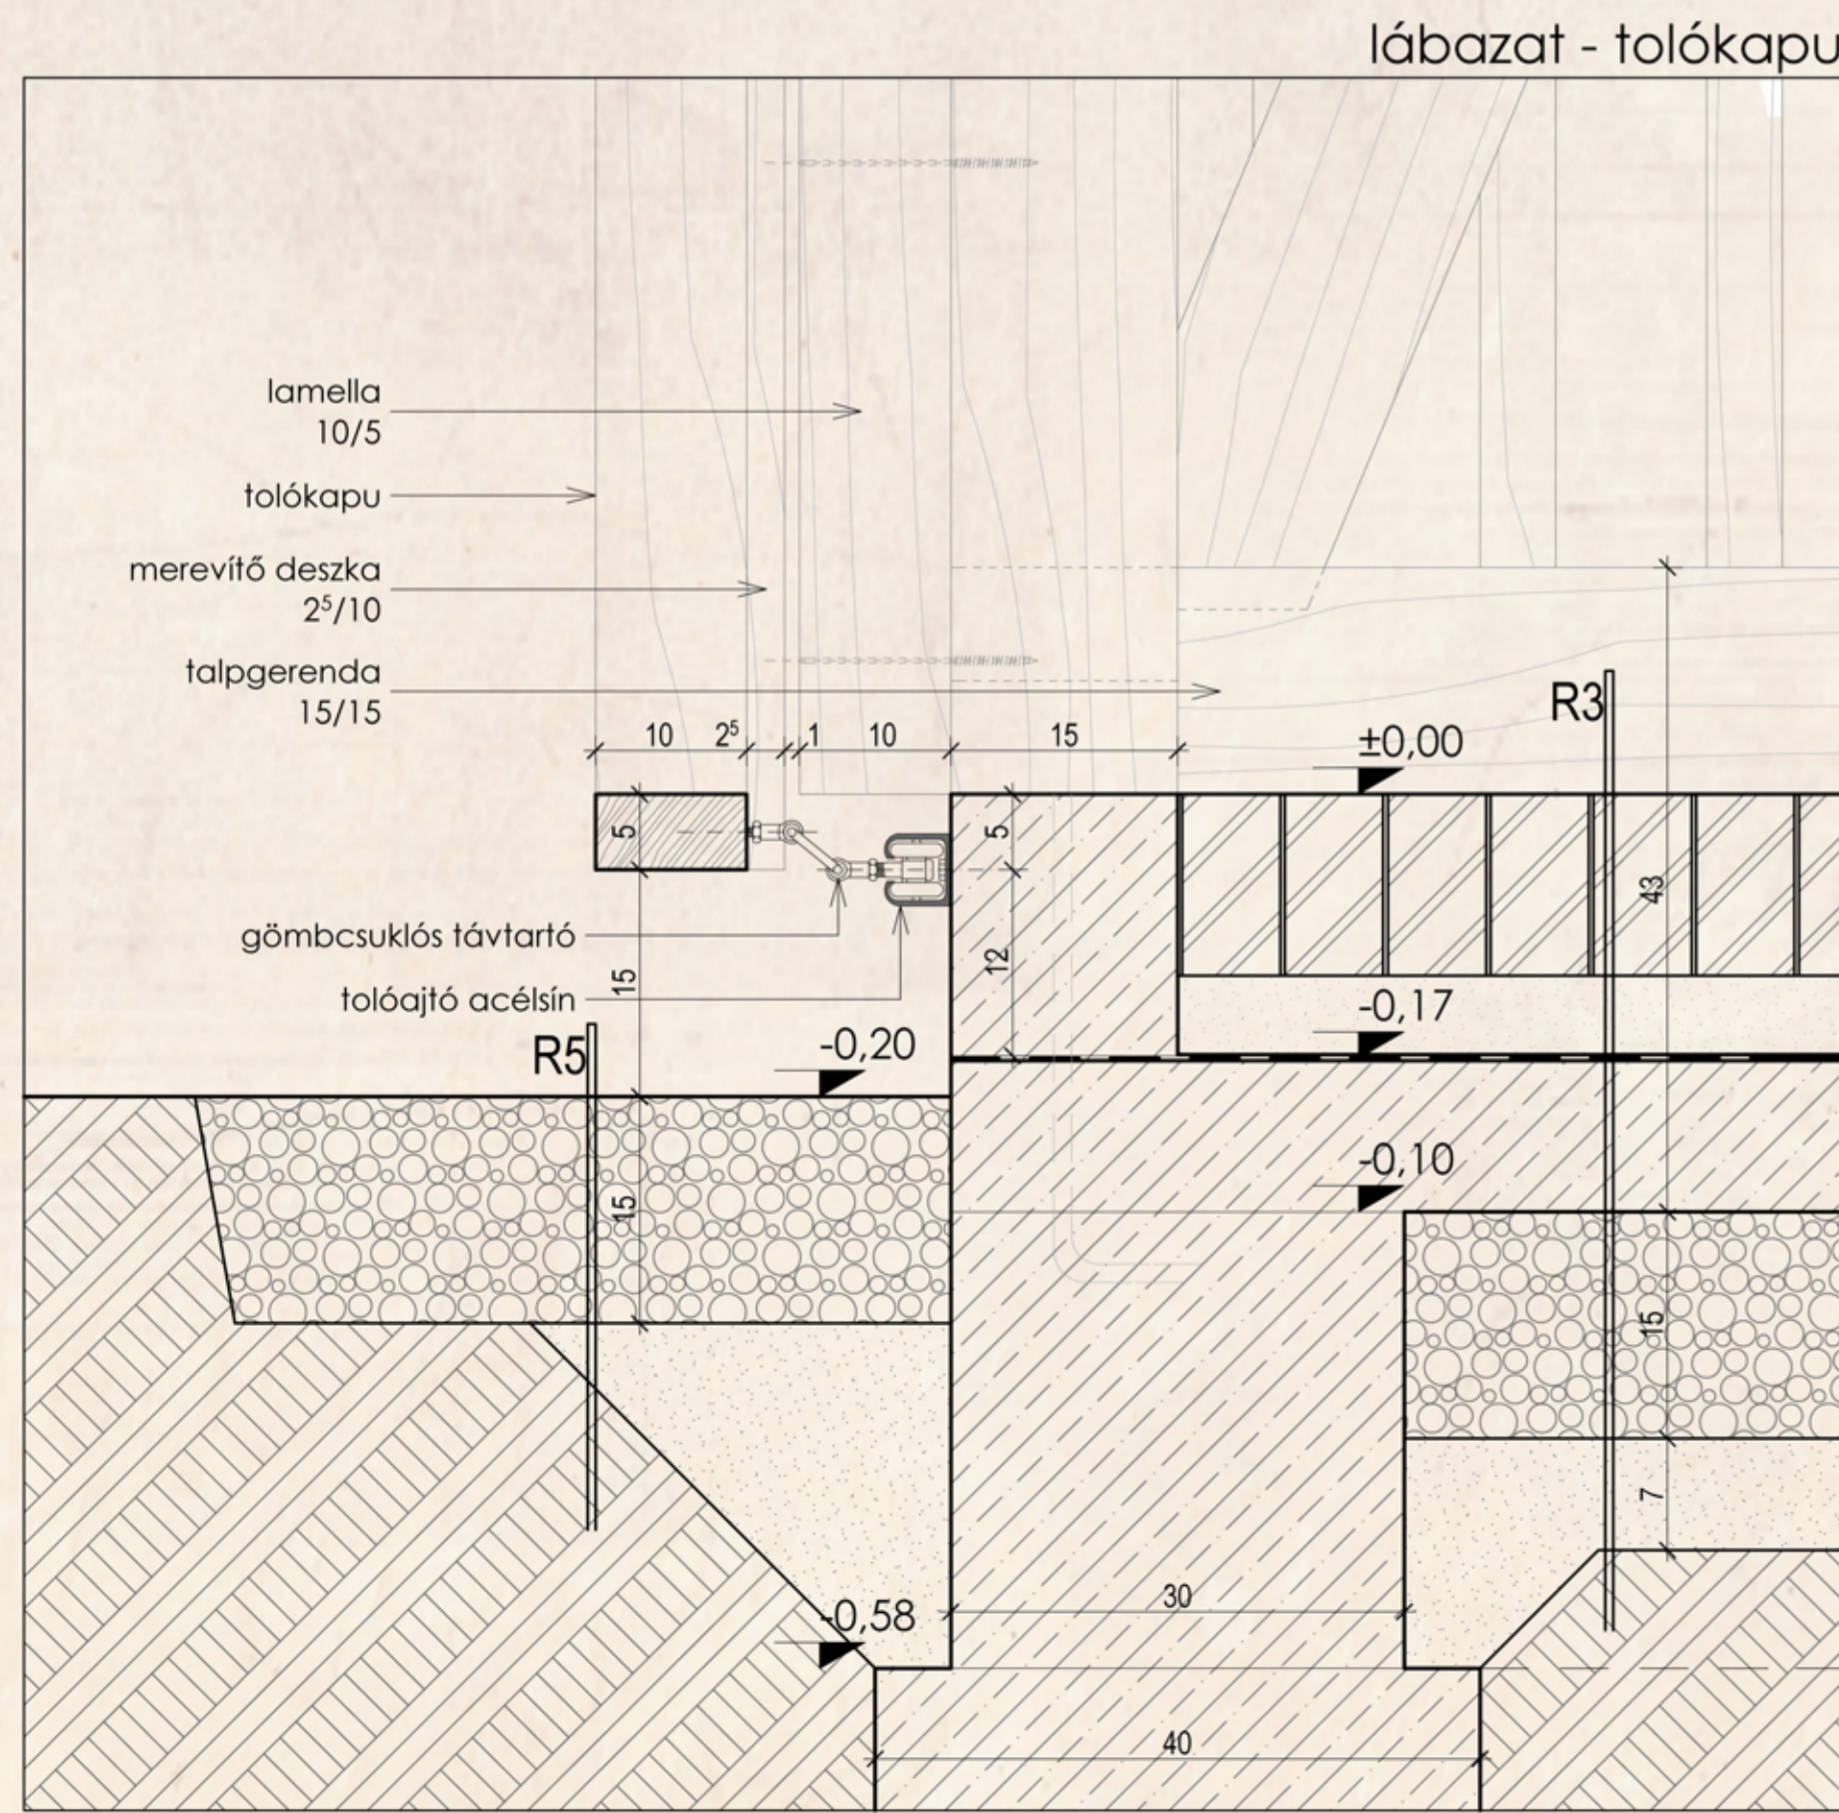 lábazat - tolókapu
lamella
10/5
tolókapu
merevítő deszka
2⁵/10
talpgerenda
15/15
10 2⁵ 1 10 15
±0,00
R3
5
5
43
gömbcsuklós távtartó
12
15
tolóajtó acélsín
-0,17
R5
-0,20
-0,10
15
15
7
30
-0,58
40